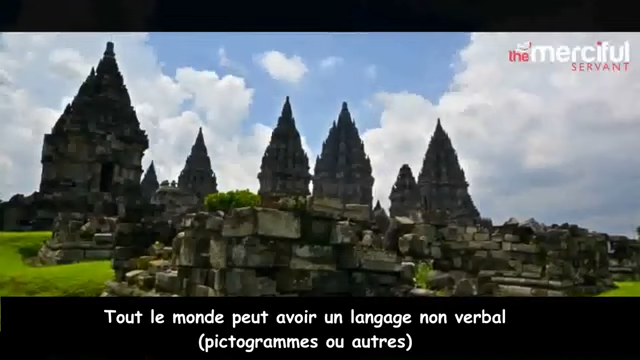 the merciful
SERVANT
Tout le monde peut avoir un langage non verbal
(pictogrammes ou autres)